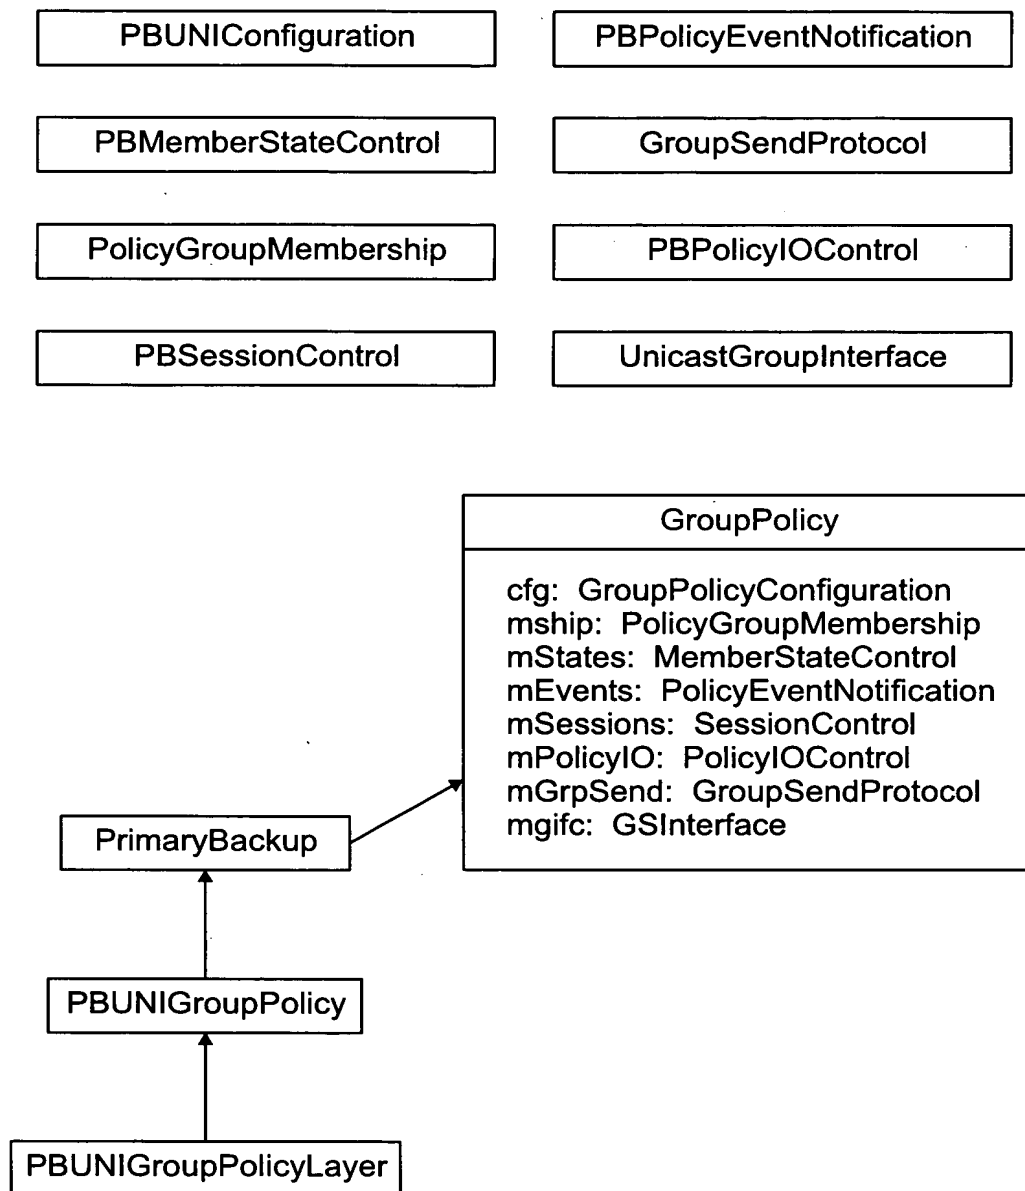 PBUNIConfiguration
PBPolicyEventNotification
PBMemberStateControl
GroupSendProtocol
PolicyGroupMembership
PBPolicyIOControl
PBSessionControl
UnicastGroupInterface
GroupPolicy
cfg: GroupPolicyConfiguration
mship: PolicyGroupMembership
mStates: MemberStateControl
mEvents: PolicyEventNotification
mSessions: SessionControl
mPolicyIO: PolicyIOControl
mGrpSend: GroupSendProtocol
mgifc: GSInterface
PrimaryBackup
PBUNIGroupPolicy
PBUNIGroupPolicyLayer